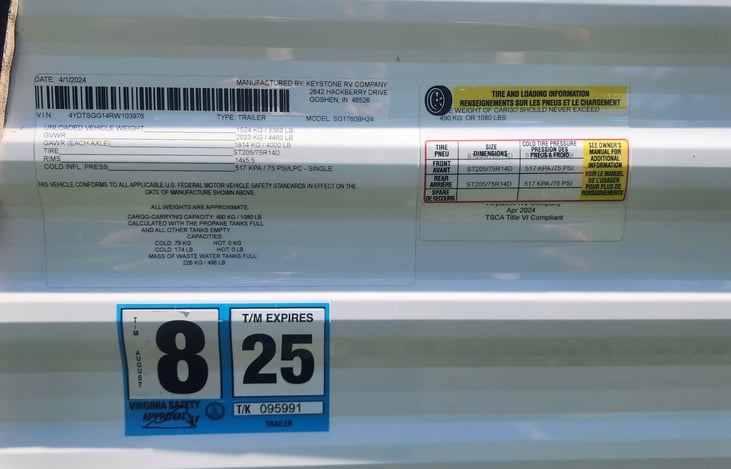 DATE: 4/1/2024
MANUFACTURED BY: KEYSTONE RV COMPANY
2642 HACKBERRY DRIVE
GOSHEN, IN 46526
V.I.N. 4YDTSGG14RW103976 TYPE: TRAILER MODEL: SG1760BH24
UNLOADED VEHICLE WEIGHT 1524 KG / 3360 LB
GVWR 2023 KG / 4460 LB
GAWR (EACH AXLE) 1814 KG / 4000 LB
TIRE ST205/75R14D
RIMS 14x5.5
COLD INFL. PRESS 517 KPA / 75 PSI/LPC - SINGLE
THIS VEHICLE CONFORMS TO ALL APPLICABLE U.S. FEDERAL MOTOR VEHICLE SAFETY STANDARDS IN EFFECT ON THE
DATE OF MANUFACTURE SHOWN ABOVE.
ALL WEIGHTS ARE APPROXIMATE.
CARGO-CARRYING CAPACITY: 490 KG / 1080 LB
CALCULATED WITH THE PROPANE TANKS FULL
AND ALL OTHER TANKS EMPTY.
CAPACITIES:
COLD: 79 KG HOT: 0 KG
COLD: 174 LB HOT: 0 LB
MASS OF WASTE WATER TANKS FULL:
226 KG / 498 LB
TIRE AND LOADING INFORMATION
RENSEIGNEMENTS SUR LES PNEUS ET LE CHARGEMENT
WEIGHT OF CARGO SHOULD NEVER EXCEED
490 KG. OR 1080 LBS
TIRE PNEU
SIZE DIMENSIONS
COLD TIRE PRESSURE PRESSION DES PNEUS A FROID
SEE OWNER'S MANUAL FOR ADDITIONAL INFORMATION
VOIR LE MANUEL DE L'USAGER POUR PLUS DE RENSEIGNEMENTS
FRONT AVANT ST205/75R14D 517 KPA /75 PSI
REAR ARRIÈRE ST205/75R14D 517 KPA /75 PSI
SPARE DE SECOURS
Keystone RV Company
Apr 2024
TSCA Title VI Compliant
T/M AUGUST
8
VIRGINIA SAFETY
APPROVAL
T/M EXPIRES
25
T/K 095991
TRAILER